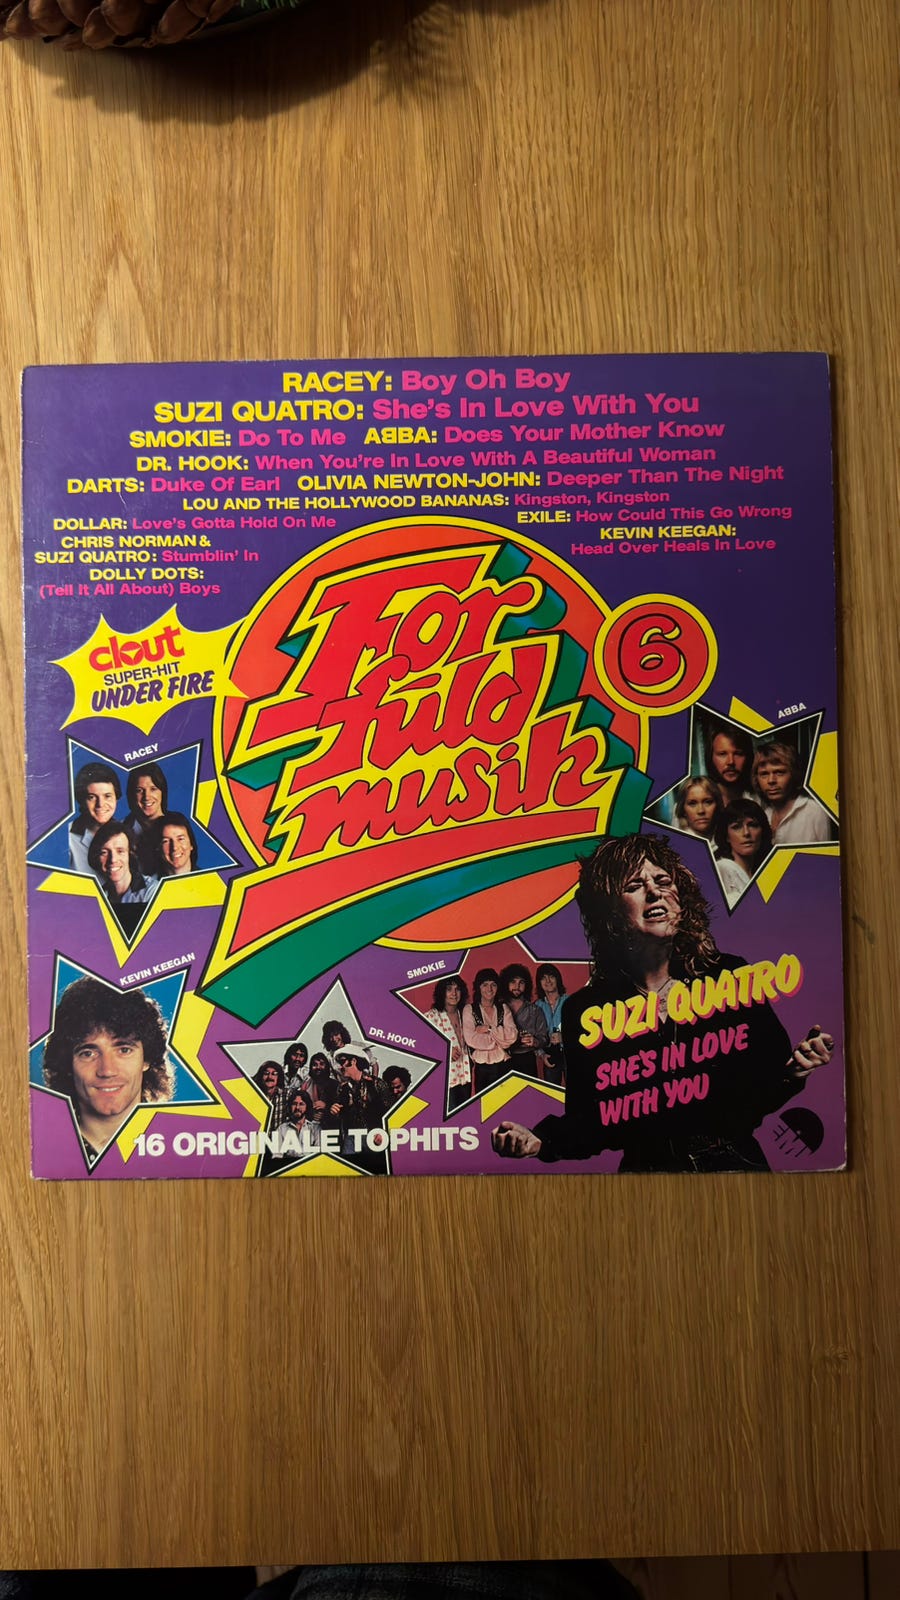 RACEY: Boy Oh Boy
SUZI QUATRO: She's In Love With You
SMOKIE: Do To Me ABBA: Does Your Mother Know
DR. HOOK: When You're In Love With A Beautiful Woman
DARTS: Duke Of Earl OLIVIA NEWTON-JOHN: Deeper Than The Night
LOU AND THE HOLLYWOOD BANANAS: Kingston, Kingston
DOLLAR: Love's Gotta Hold On Me
EXILE: How Could This Go Wrong
CHRIS NORMAN &
SUZI QUATRO: Stumblin' In
KEVIN KEEGAN:
Head Over Heals In Love
DOLLY DOTS:
(Tell It All About) Boys
clout
SUPER-HIT
UNDER FIRE
For
fuld
musik
6
RACEY
ABBA
KEVIN KEEGAN
SMOKIE
DR. HOOK
SUZI QUATRO
SHE'S IN LOVE
WITH YOU
16 ORIGINALE TOPHITS
EMI